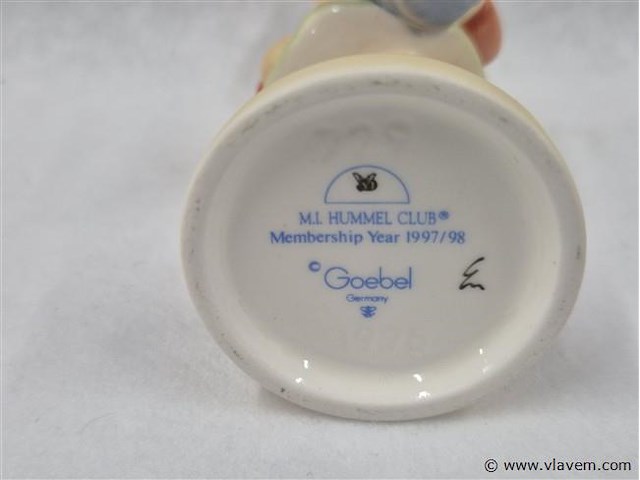 M.I. HUMMEL CLUB®
Membership Year 1997/98
© Goebel
Germany
© www.vlavem.com